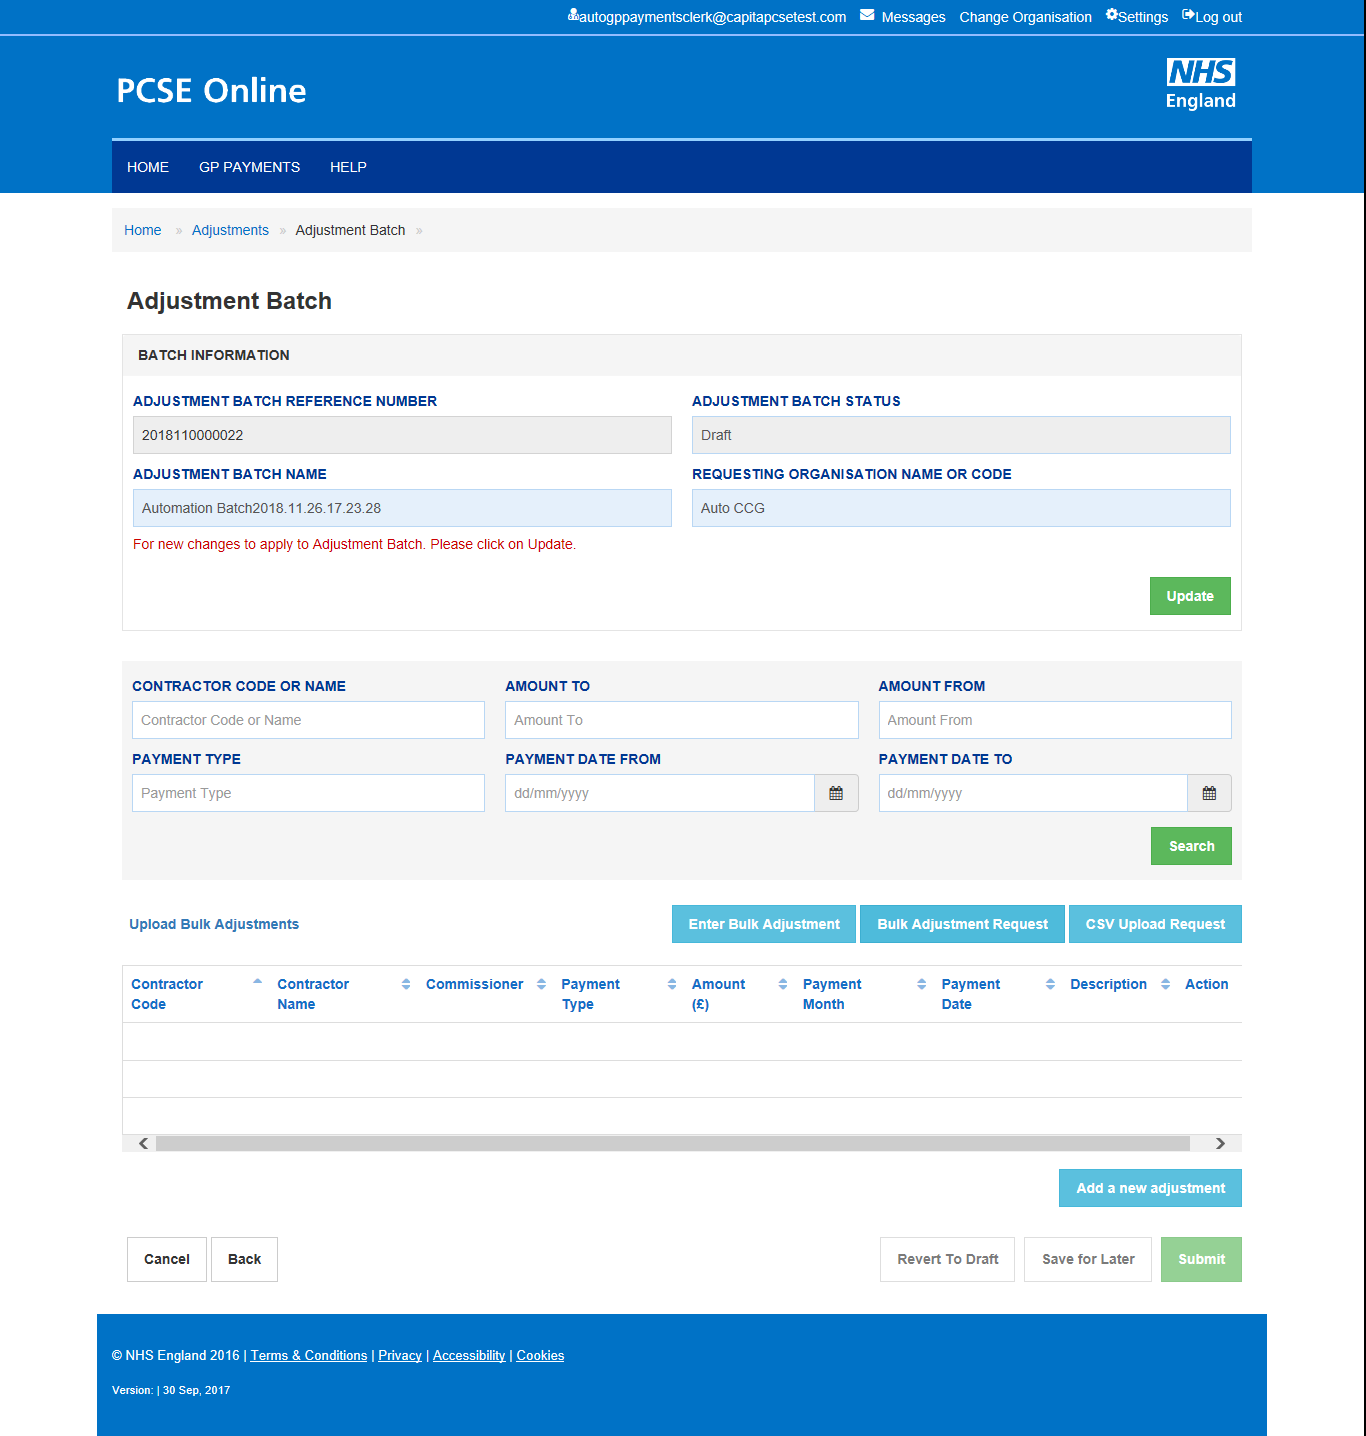 autogppaymentsclerk@capitapcsetest.com Messages Change Organisation Settings Log out
PCSE Online
NHS
England
HOME GP PAYMENTS HELP
Home » Adjustments » Adjustment Batch »
Adjustment Batch
BATCH INFORMATION
ADJUSTMENT BATCH REFERENCE NUMBER ADJUSTMENT BATCH STATUS
2018110000022 Draft
ADJUSTMENT BATCH NAME REQUESTING ORGANISATION NAME OR CODE
Automation Batch2018.11.26.17.23.28 Auto CCG
For new changes to apply to Adjustment Batch. Please click on Update.
Update
CONTRACTOR CODE OR NAME AMOUNT TO AMOUNT FROM
Contractor Code or Name Amount To Amount From
PAYMENT TYPE PAYMENT DATE FROM PAYMENT DATE TO
Payment Type dd/mm/yyyy dd/mm/yyyy
Search
Upload Bulk Adjustments Enter Bulk Adjustment Bulk Adjustment Request CSV Upload Request
Contractor Contractor Commissioner Payment Amount Payment Payment Description Action
Code Name Type (£) Month Date
Add a new adjustment
Cancel Back Revert To Draft Save for Later Submit
© NHS England 2016 | Terms & Conditions | Privacy | Accessibility | Cookies
Version: | 30 Sep, 2017